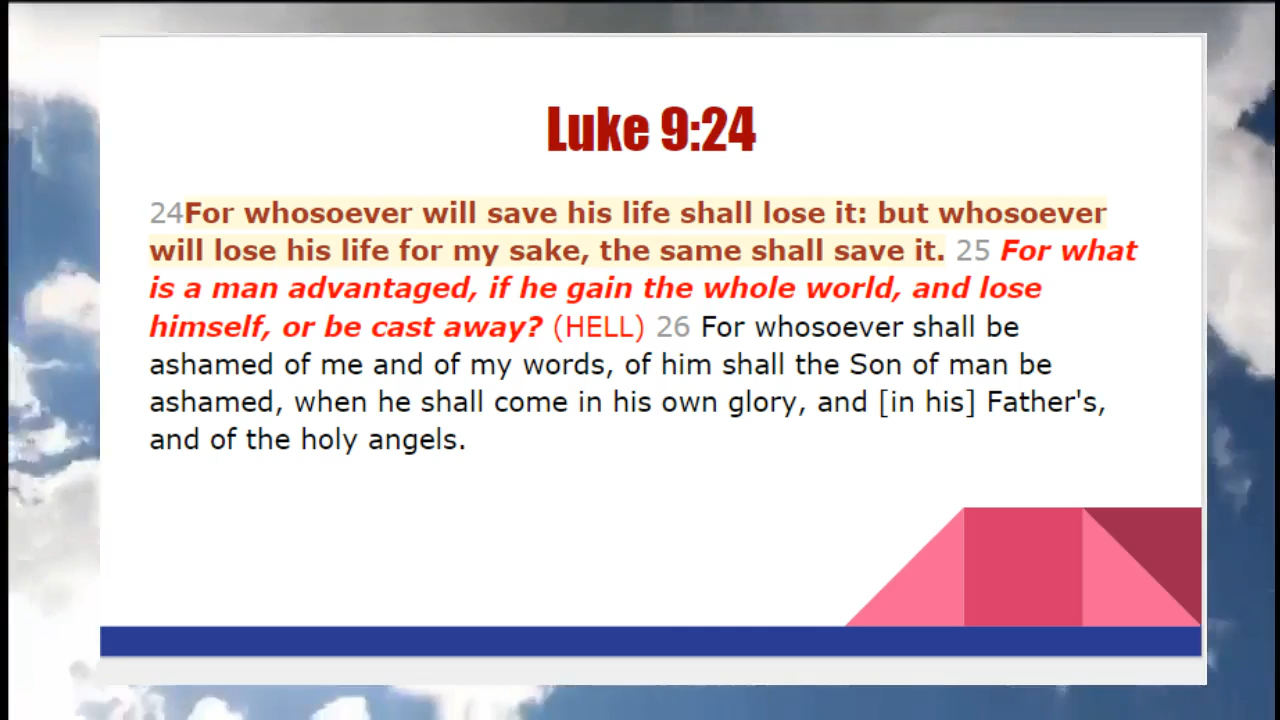 Luke 9:24
24For whosoever will save his life shall lose it: but whosoever
will lose his life for my sake, the same shall save it. 25 For what
is a man advantaged, if he gain the whole world, and lose
himself, or be cast away? (HELL) 26 For whosoever shall be
ashamed of me and of my words, of him shall the Son of man be
ashamed, when he shall come in his own glory, and [in his] Father's,
and of the holy angels.